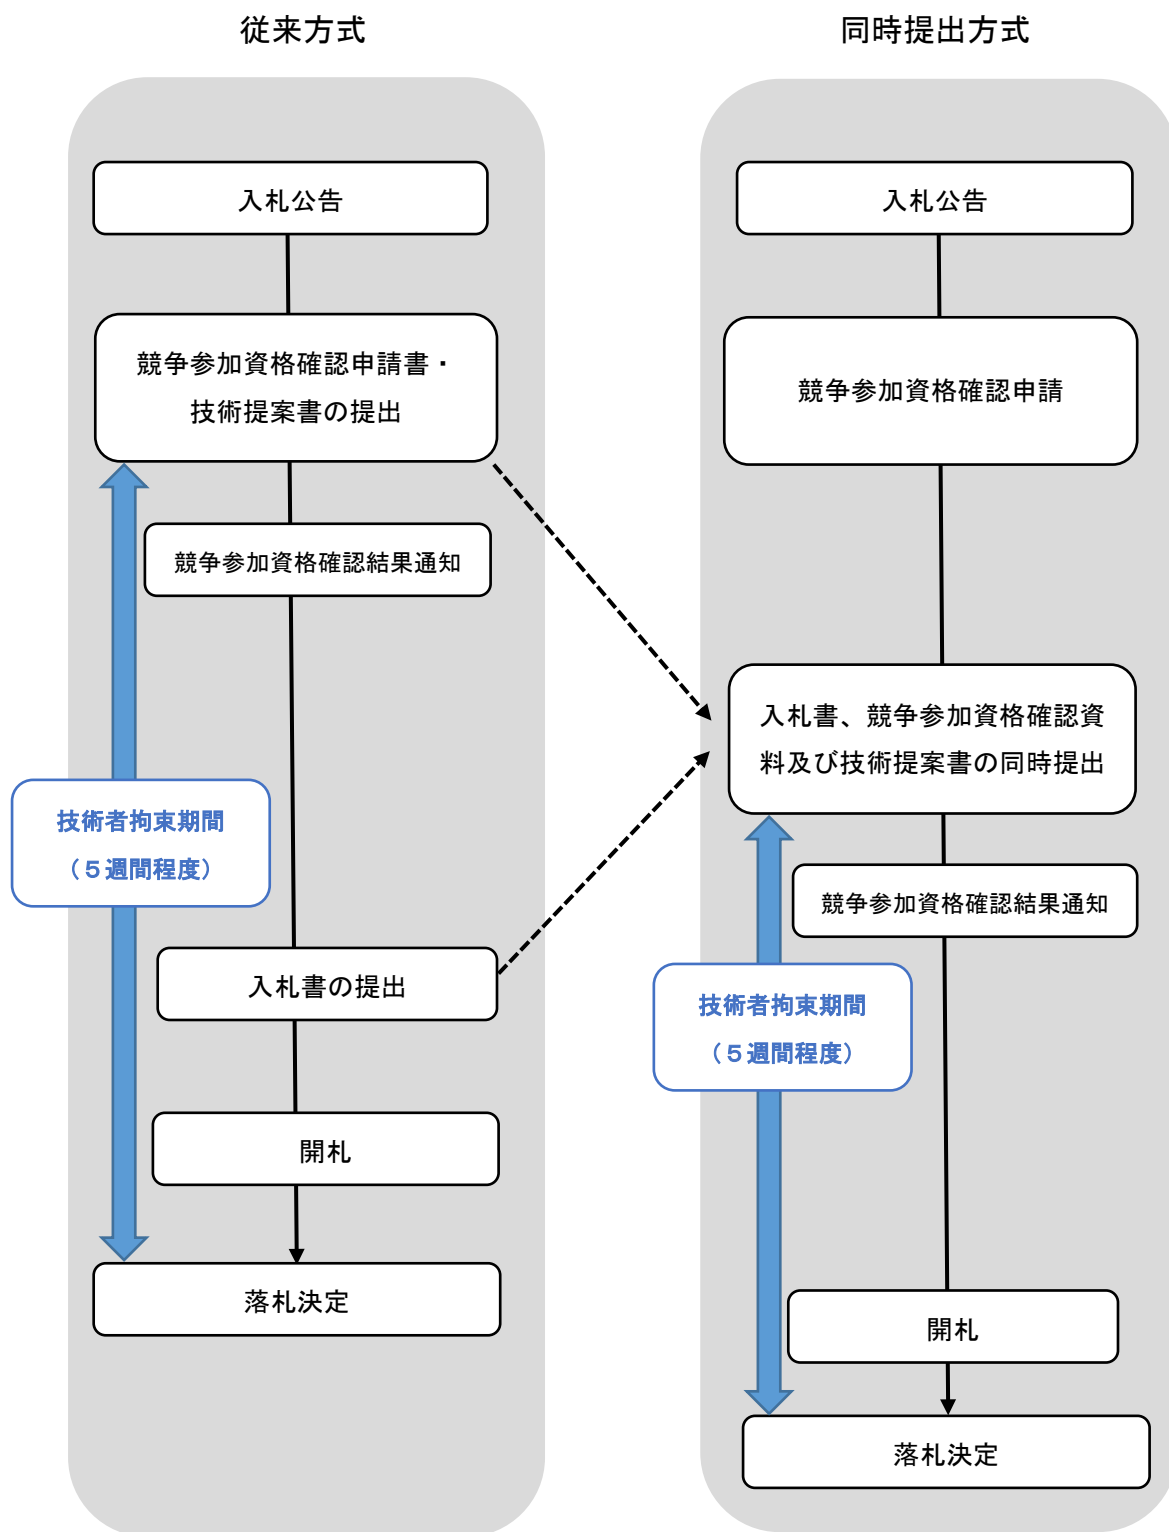 従来方式
入札公告
競争参加資格確認申請書・
技術提案書の提出
競争参加資格確認結果通知
技術者拘束期間
（５週間程度）
入札書の提出
開札
落札決定
同時提出方式
入札公告
競争参加資格確認申請
入札書、競争参加資格確認資
料及び技術提案書の同時提出
競争参加資格確認結果通知
技術者拘束期間
（５週間程度）
開札
落札決定